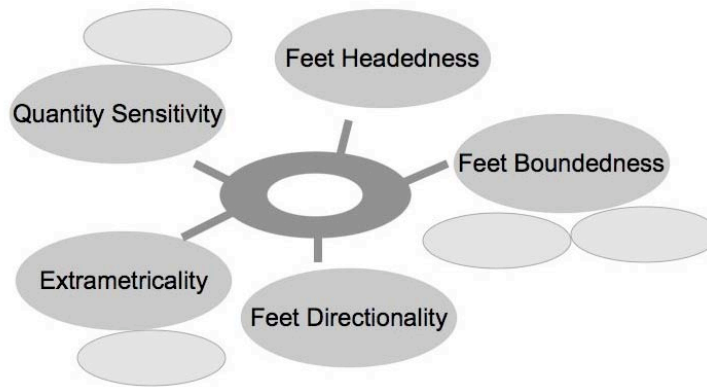 Feet Headedness
Quantity Sensitivity
Feet Boundedness
Extrametricality
Feet Directionality